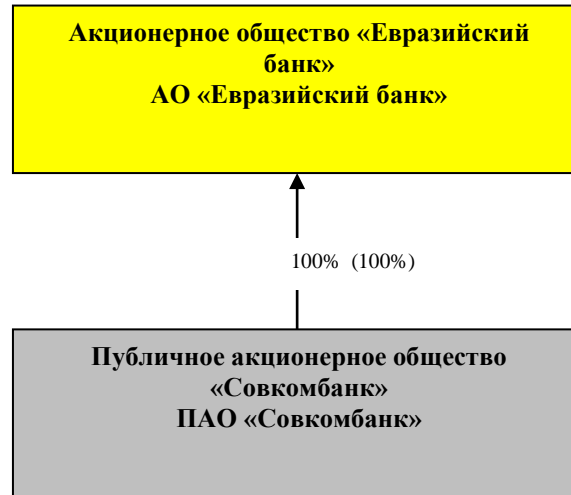 Акционерное общество «Евразийский
банк»
АО «Евразийский банк»
100% (100%)
Публичное акционерное общество
«Совкомбанк»
ПАО «Совкомбанк»